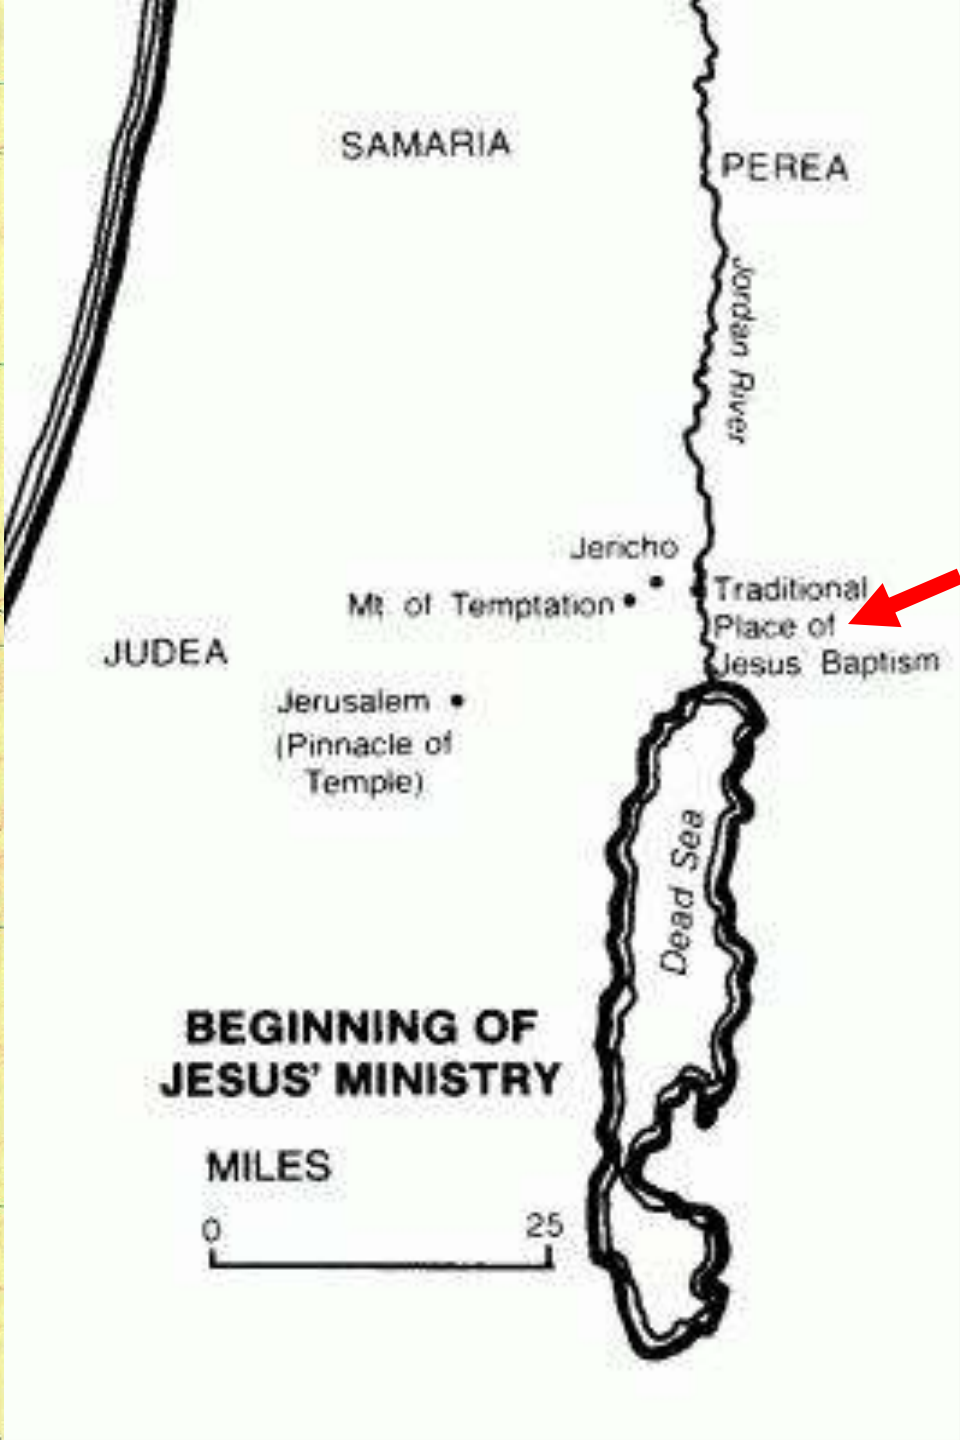 SAMARIA
PEREA
Jordan River
Jericho
Mt of Temptation
Traditional
Place of
Jesus' Baptism
JUDEA
Jerusalem
(Pinnacle of
Temple)
Dead Sea
BEGINNING OF
JESUS' MINISTRY
MILES
0 25